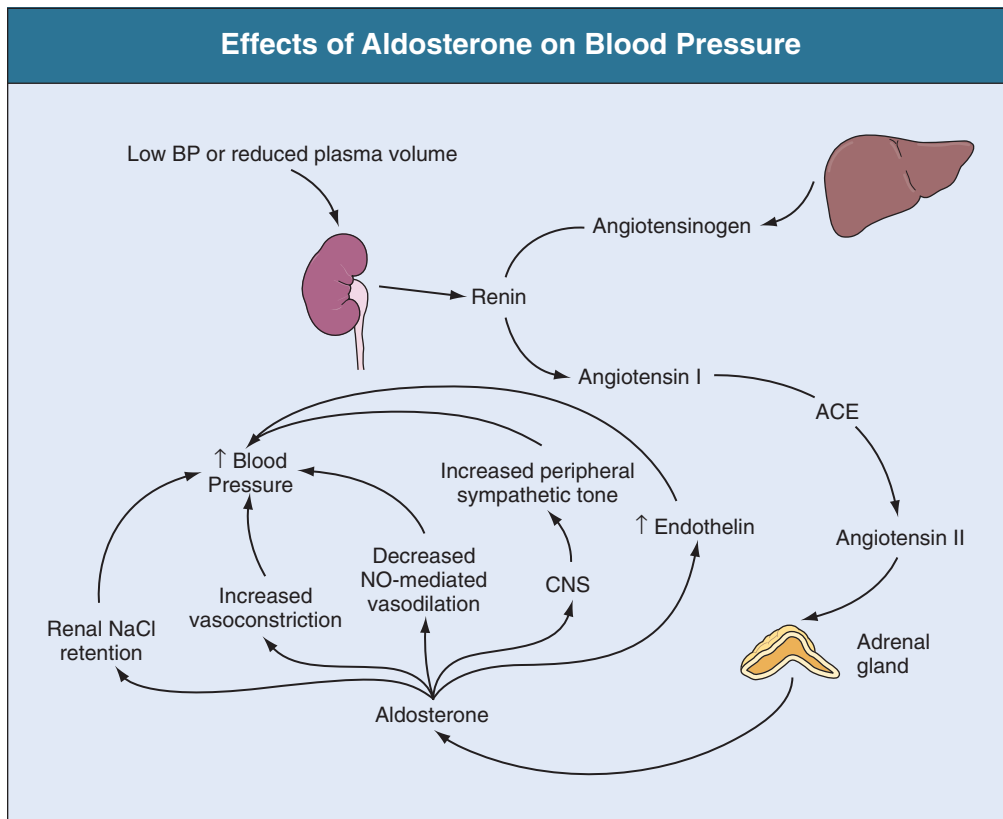 Effects of Aldosterone on Blood Pressure
Low BP or reduced plasma volume
Angiotensinogen
Renin
Angiotensin I
ACE
↑ Blood
Pressure
Increased peripheral
sympathetic tone
↑ Endothelin
Angiotensin II
Decreased
NO-mediated
vasodilation
CNS
Increased
vasoconstriction
Renal NaCl
retention
Adrenal
gland
Aldosterone